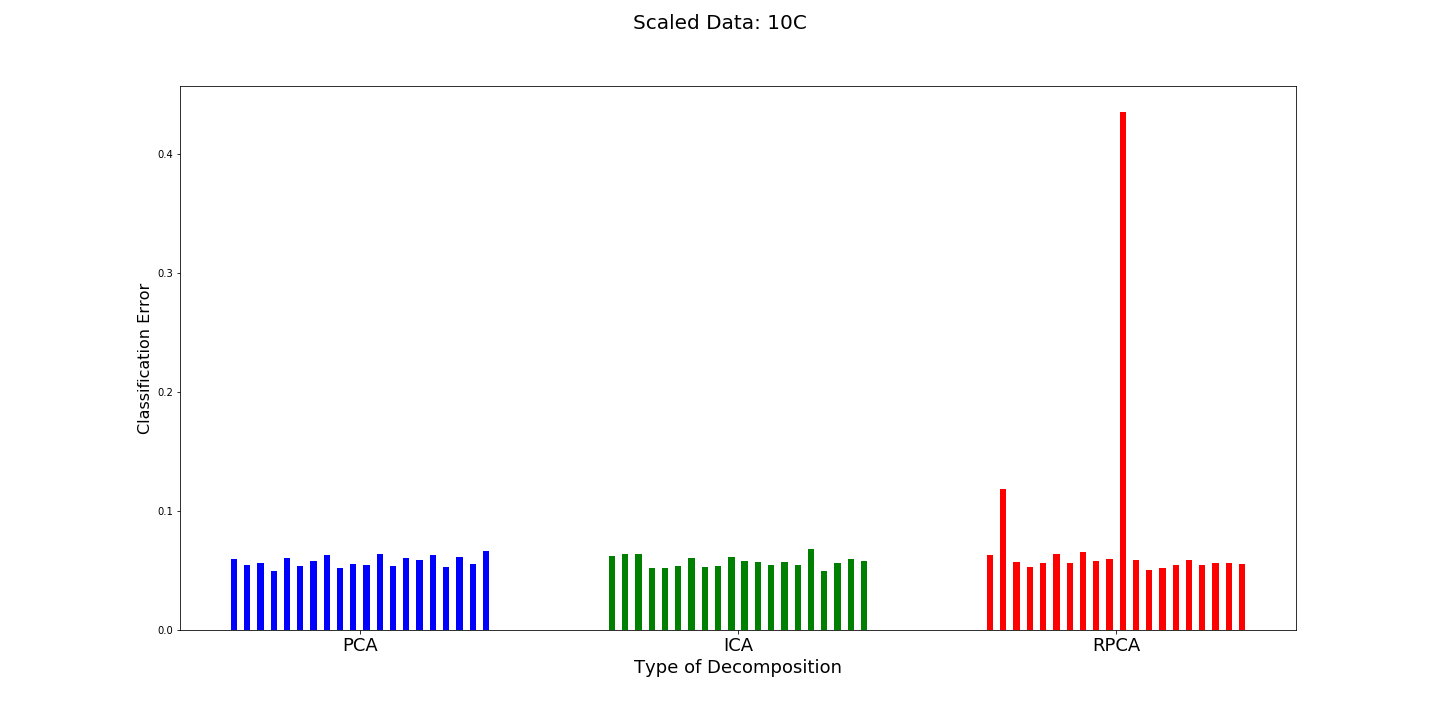 Scaled Data: 10C
Classification Error
0.4
0.3
0.2
0.1
0.0
PCA ICA RPCA
Type of Decomposition